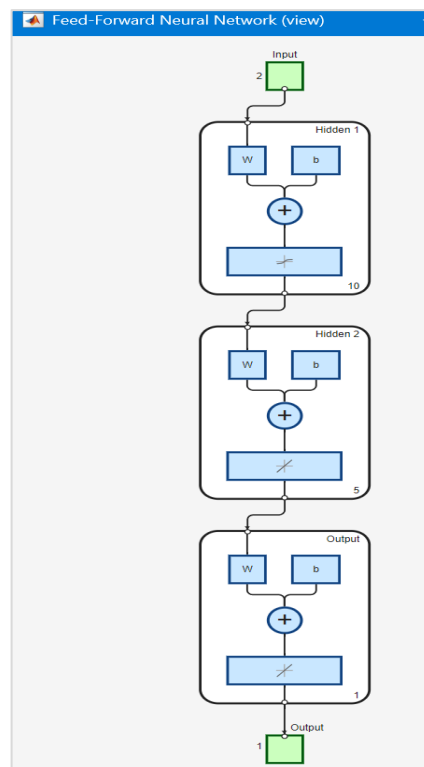 Feed-Forward Neural Network (view)
Input
2
Hidden 1
W b
+
10
Hidden 2
W b
+
5
Output
W b
+
1
Output
1